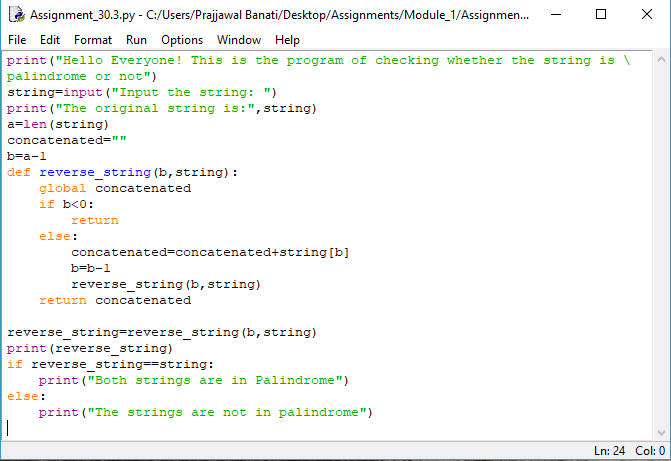 Assignment_30.3.py - C:/Users/Prajjawal Banati/Desktop/Assignments/Module_1/Assignmen...
File Edit Format Run Options Window Help
print("Hello Everyone! This is the program of checking whether the string is \
palindrome or not")
string=input("Input the string: ")
print("The original string is:",string)
a=len(string)
concatenated=""
b=a-1
def reverse_string(b,string):
    global concatenated
    if b<0:
        return
    else:
        concatenated=concatenated+string[b]
        b=b-1
        reverse_string(b,string)
    return concatenated

reverse_string=reverse_string(b,string)
print(reverse_string)
if reverse_string==string:
    print("Both strings are in Palindrome")
else:
    print("The strings are not in palindrome")
Ln: 24 Col: 0